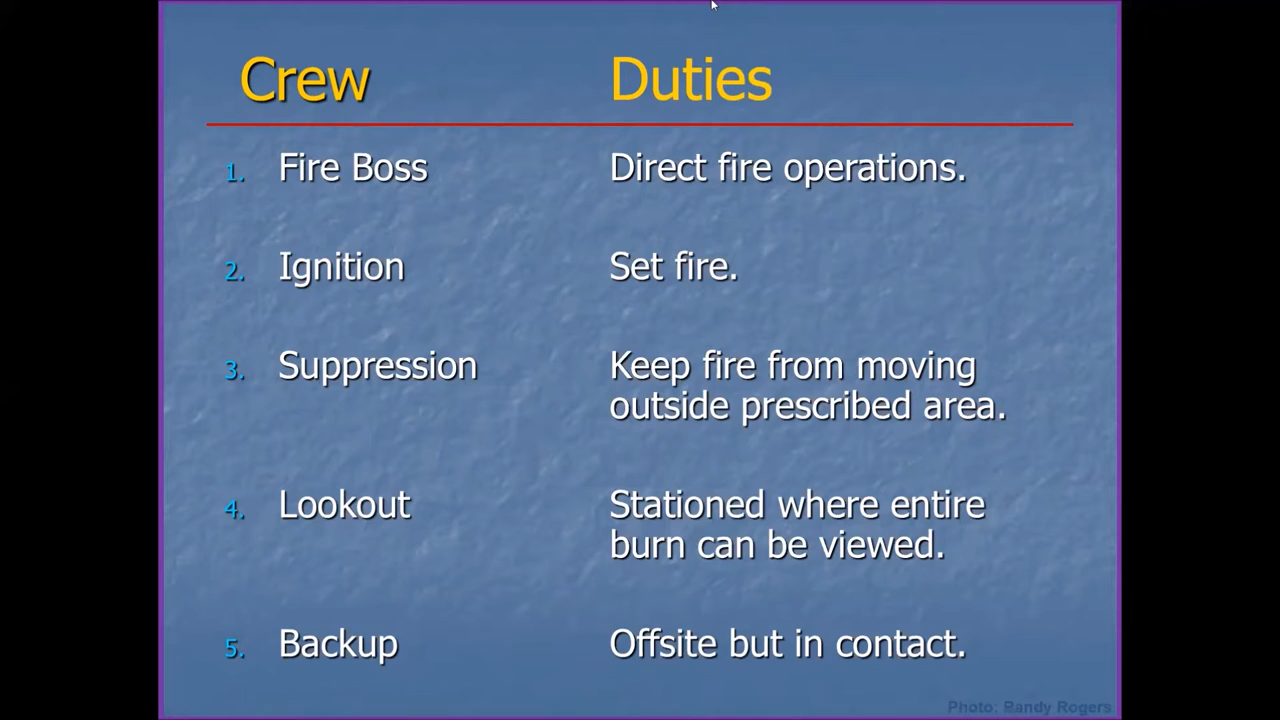 Crew Duties
1. Fire Boss Direct fire operations.
2. Ignition Set fire.
3. Suppression Keep fire from moving
outside prescribed area.
4. Lookout Stationed where entire
burn can be viewed.
5. Backup Offsite but in contact.
Photo: Randy Rogers